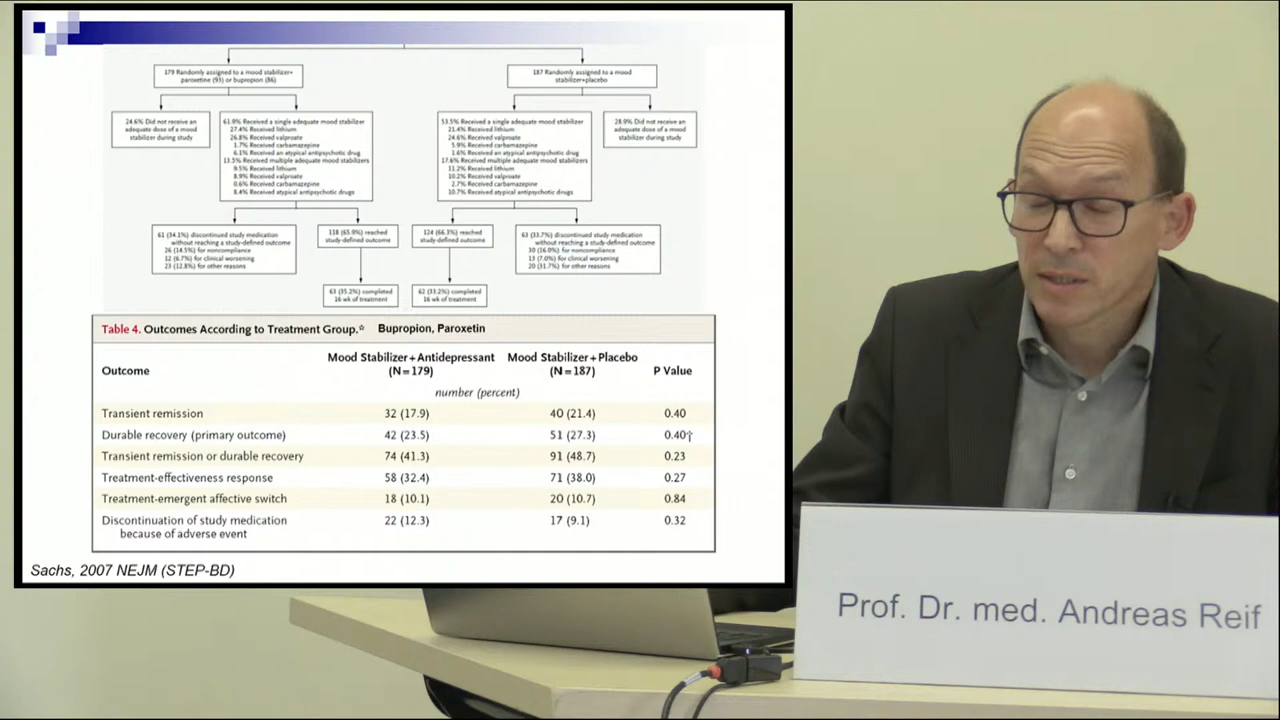 179 Randomly assigned to a mood stabilizer+
paroxetine (93) or bupropion (86)
187 Randomly assigned to a mood
stabilizer+placebo
24.6% Did not receive an
adequate dose of a mood
stabilizer during study
61.9% Received a single adequate mood stabilizer
27.4% Received lithium
26.8% Received valproate
1.7% Received carbamazepine
6.1% Received an atypical antipsychotic drug
13.5% Received multiple adequate mood stabilizers
9.5% Received lithium
8.9% Received valproate
0.6% Received carbamazepine
8.4% Received atypical antipsychotic drugs
53.5% Received a single adequate mood stabilizer
21.4% Received lithium
24.6% Received valproate
5.9% Received carbamazepine
1.6% Received an atypical antipsychotic drug
17.6% Received multiple adequate mood stabilizers
11.2% Received lithium
10.2% Received valproate
2.7% Received carbamazepine
10.7% Received atypical antipsychotic drugs
28.9% Did not receive an
adequate dose of a mood
stabilizer during study
61 (34.1%) discontinued study medication
without reaching a study-defined outcome
26 (14.5%) for noncompliance
12 (6.7%) for clinical worsening
23 (12.8%) for other reasons
118 (65.9%) reached
study-defined outcome
124 (66.3%) reached
study-defined outcome
63 (33.7%) discontinued study medication
without reaching a study-defined outcome
30 (16.0%) for noncompliance
13 (7.0%) for clinical worsening
20 (11.7%) for other reasons
63 (35.2%) completed
16 wk of treatment
62 (33.2%) completed
16 wk of treatment
Table 4. Outcomes According to Treatment Group.* Bupropion, Paroxetin
Outcome Mood Stabilizer+Antidepressant (N=179) Mood Stabilizer+Placebo (N=187) P Value
number (percent)
Transient remission 32 (17.9) 40 (21.4) 0.40
Durable recovery (primary outcome) 42 (23.5) 51 (27.3) 0.40†
Transient remission or durable recovery 74 (41.3) 91 (48.7) 0.23
Treatment-effectiveness response 58 (32.4) 71 (38.0) 0.27
Treatment-emergent affective switch 18 (10.1) 20 (10.7) 0.84
Discontinuation of study medication 22 (12.3) 17 (9.1) 0.32
because of adverse event
Sachs, 2007 NEJM (STEP-BD)
Prof. Dr. med. Andreas Reif